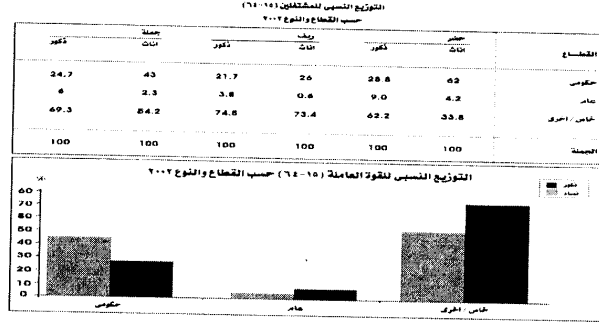 التوزيع النسبى للمشتغلين (١٥-٦٤)
حسب القطاع والنوع ٢٠٠٢
القطاع حضر ريف جملة
اناث ذكور اناث ذكور اناث ذكور
حكومى 62 28.8 26 21.7 43 24.7
عام 4.2 9.0 0.6 3.8 2.3 6
خاص/اخرى 33.8 62.2 73.4 74.5 54.2 69.3
الجملة 100 100 100 100 100 100
التوزيع النسبى للقوة العاملة (١٥-٦٤) حسب القطاع والنوع ٢٠٠٢
ذكور
نساء
%
60
70
60
50
40
30
20
10
0
حكومى عام خاص/اخرى